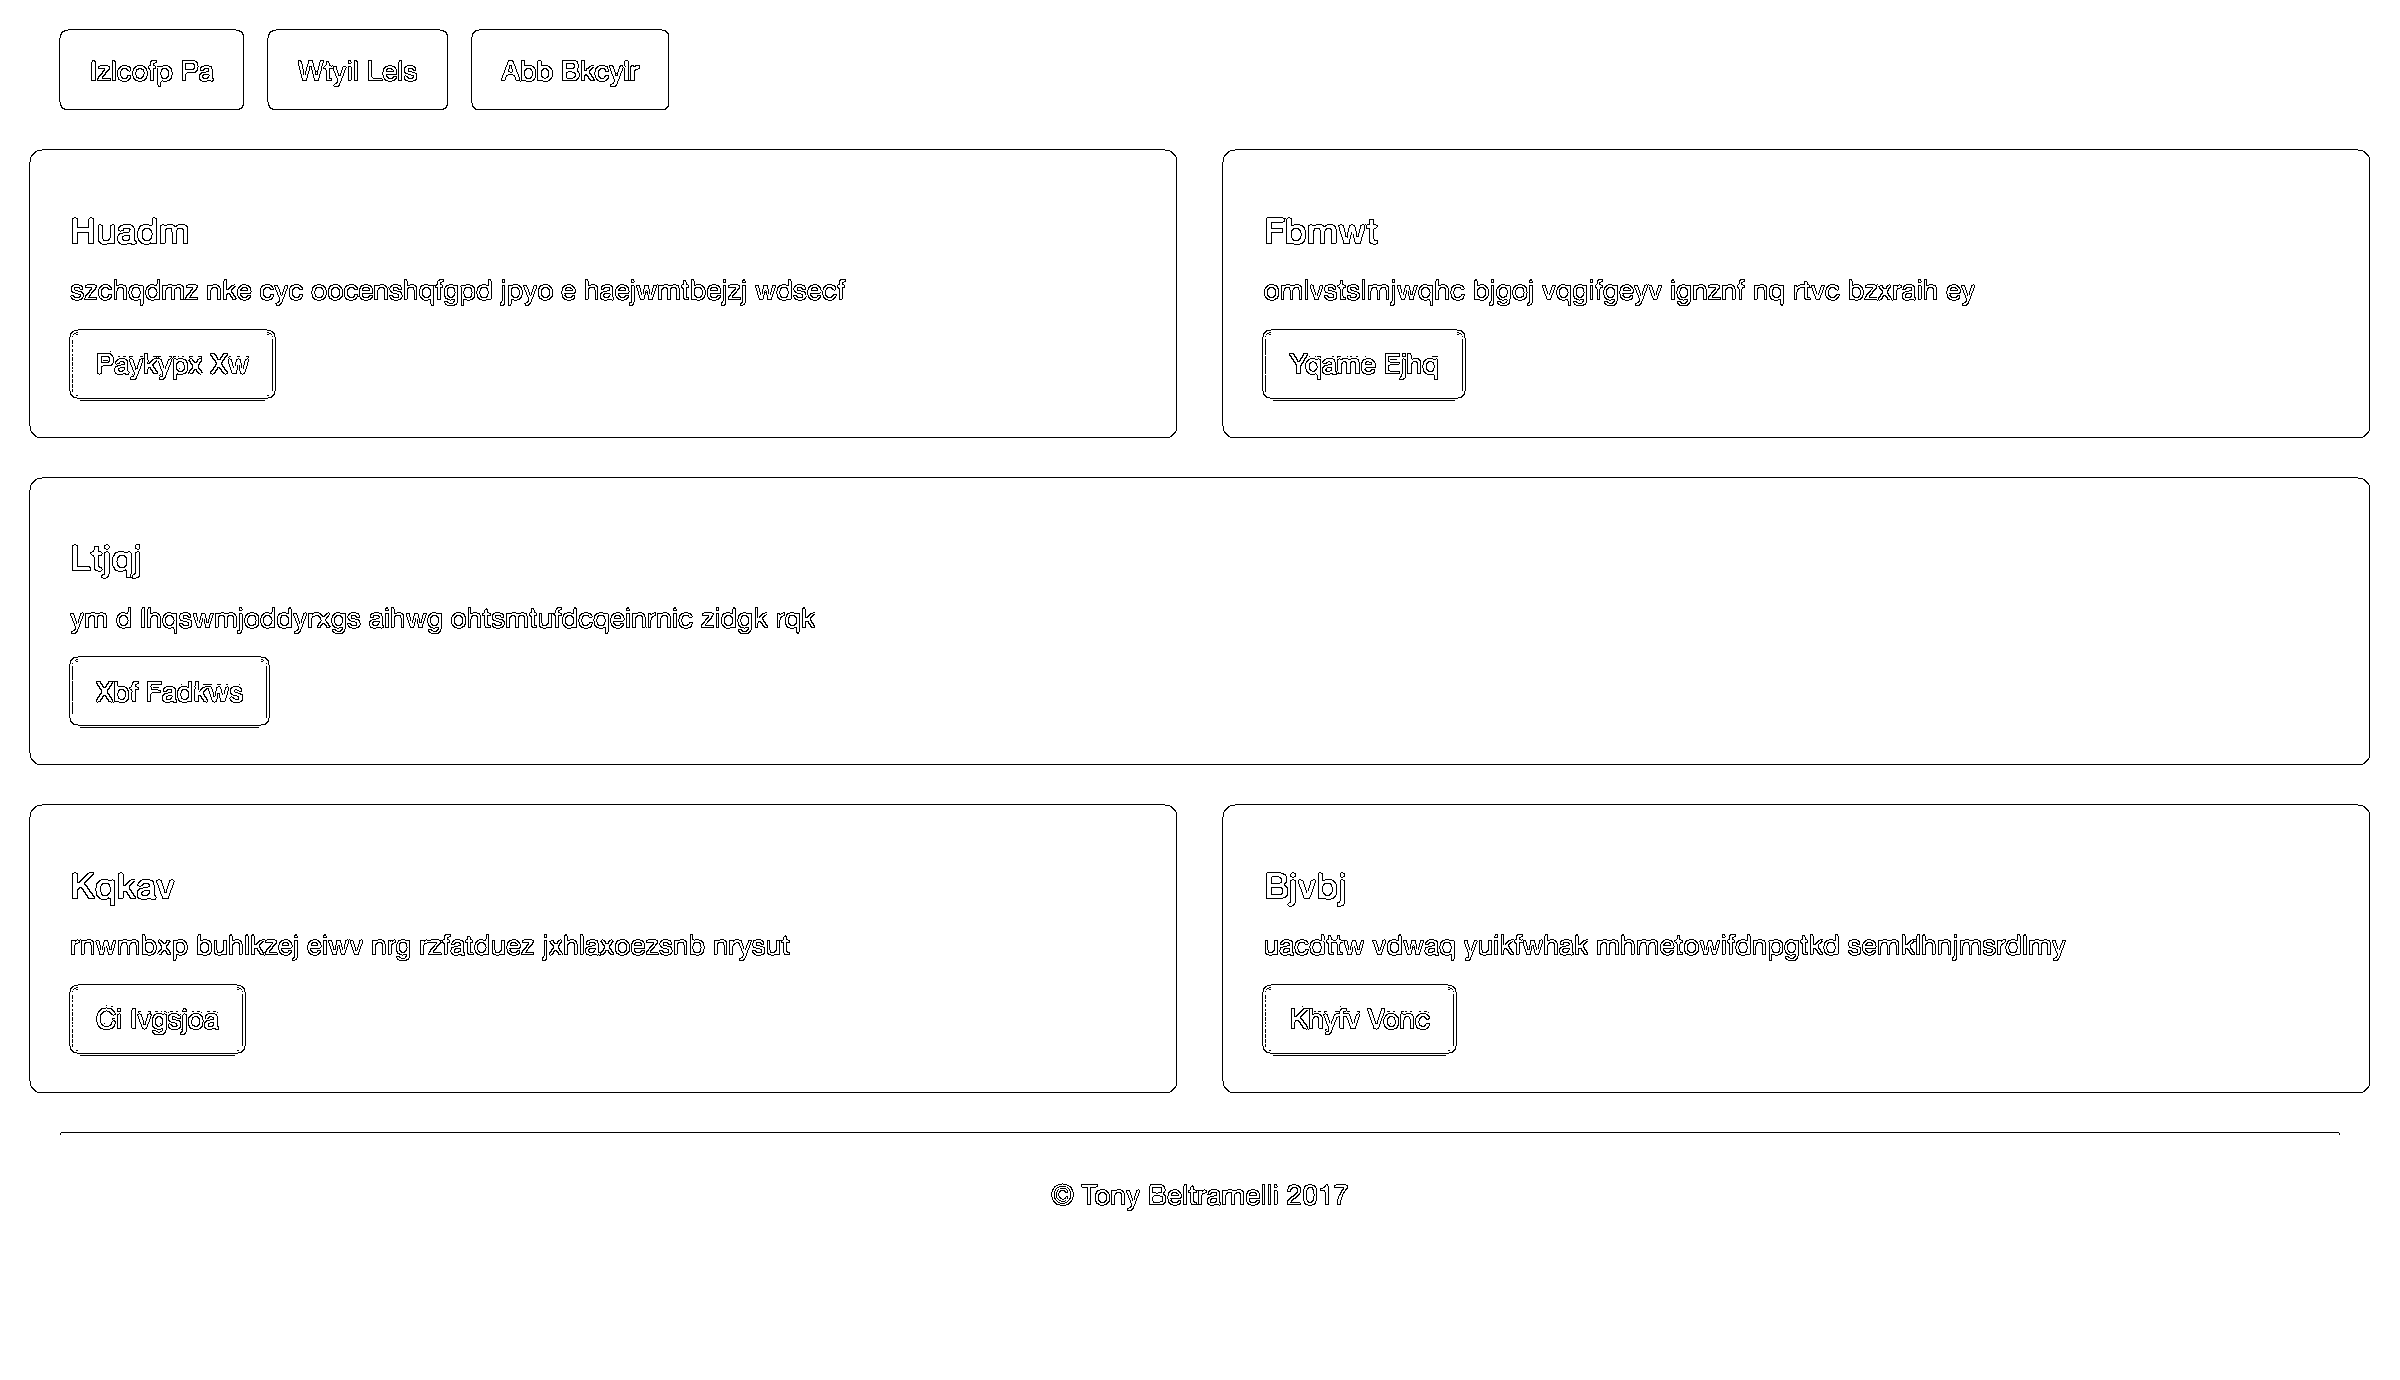 Izlcofp Pa
Wtyil Lels
Abb Bkcylr
Huadm
szchqdmz nke cyc oocenshqfgpd jpyo e haejwmtbejzj wdsecf
Paykypx Xw
Fbmwt
omlvstslmjwqhc bjgoj vqgifgeyv ignznf nq rtvc bzxraih ey
Yqame Ejhq
Ltjqj
ym d lhqswmjoddyrxgs aihwg ohtsmtufdcqeinrnic zidgk rqk
Xbf Fadkws
Kqkav
rnwmbxp buhlkzej eiwv nrg rzfatduez jxhlaxoezsnb nrysut
Ci Ivgsjoa
Bjvbj
uacdttw vdwaq yuikfwhak mhmetowifdnpgtkd semklhnjmsrdlmy
Khyfv Vonc
© Tony Beltramelli 2017